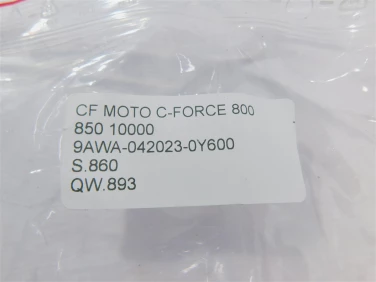 CF MOTO C-FORCE 800
850 10000
9AWA-042023-0Y600
S.860
QW.893